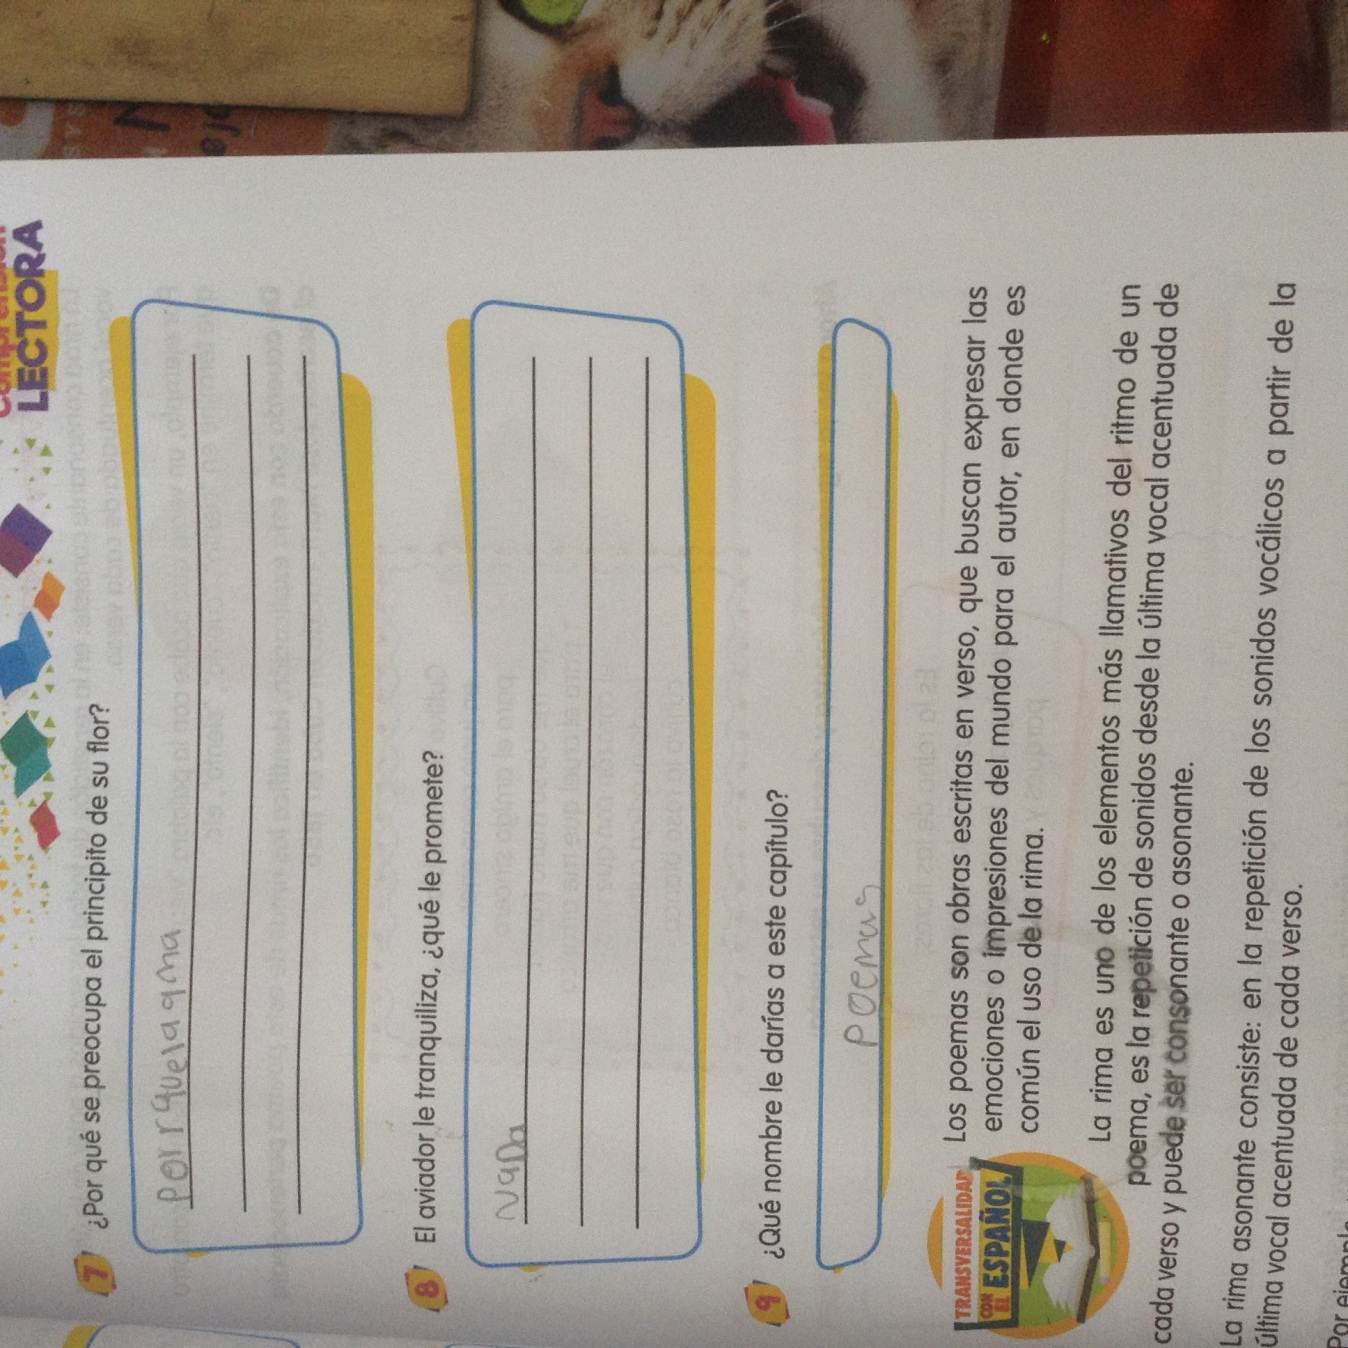 LECTORA
7 ¿Por qué se preocupa el principito de su flor?
porrquelaqma
8 El aviador le tranquiliza, ¿qué le promete?
NaDa
9 ¿Qué nombre le darías a este capítulo?
poemus
TRANSVERSALIDAD
CON EL ESPAÑOL
Los poemas son obras escritas en verso, que buscan expresar las
emociones o impresiones del mundo para el autor, en donde es
común el uso de la rima.
La rima es uno de los elementos más llamativos del ritmo de un
poema, es la repetición de sonidos desde la última vocal acentuada de
cada verso y puede ser consonante o asonante.
La rima asonante consiste: en la repetición de los sonidos vocálicos a partir de la
última vocal acentuada de cada verso.